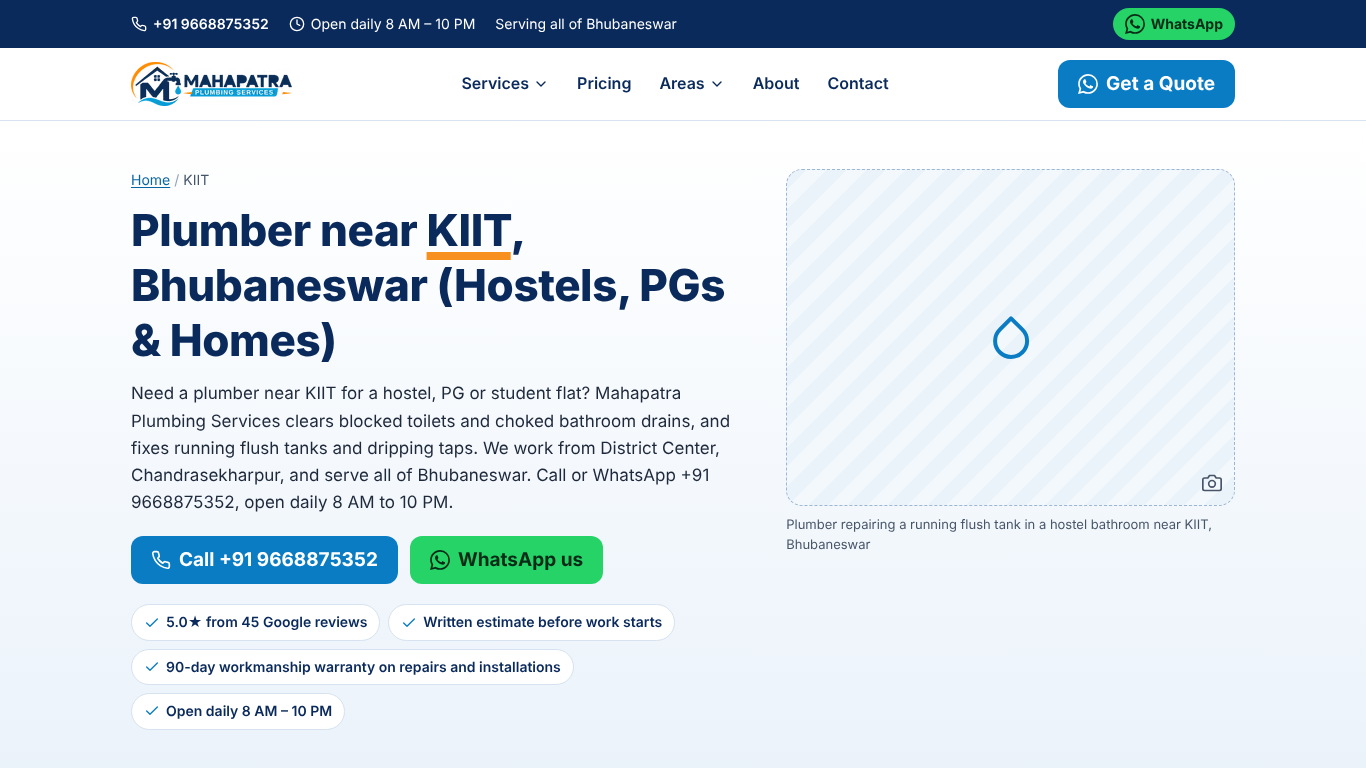 +91 9668875352
Open daily 8 AM – 10 PM
Serving all of Bhubaneswar
WhatsApp
MAHAPATRA
PLUMBING SERVICES
Services
Pricing
Areas
About
Contact
Get a Quote
Home / KIIT
Plumber near KIIT,
Bhubaneswar (Hostels, PGs
& Homes)
Need a plumber near KIIT for a hostel, PG or student flat? Mahapatra
Plumbing Services clears blocked toilets and choked bathroom drains, and
fixes running flush tanks and dripping taps. We work from District Center,
Chandrasekharpur, and serve all of Bhubaneswar. Call or WhatsApp +91
9668875352, open daily 8 AM to 10 PM.
Call +91 9668875352
WhatsApp us
5.0★ from 45 Google reviews
Written estimate before work starts
90-day workmanship warranty on repairs and installations
Open daily 8 AM – 10 PM
Plumber repairing a running flush tank in a hostel bathroom near KIIT,
Bhubaneswar